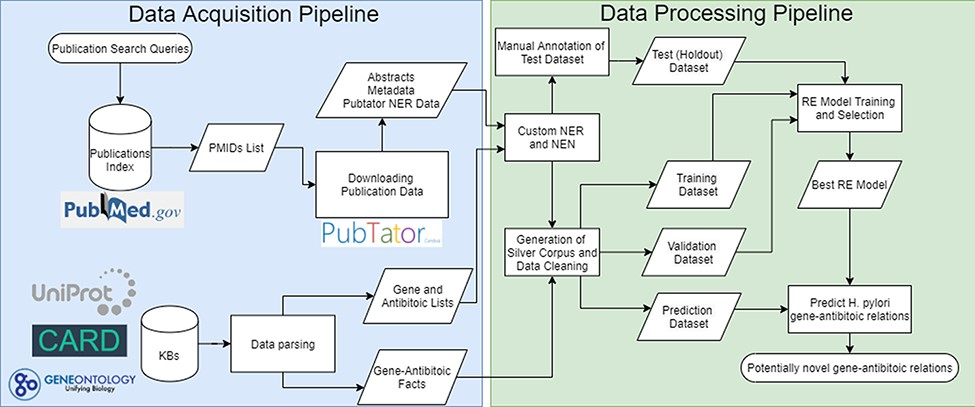 Data Acquisition Pipeline
Publication Search Queries
Publications
Index
PubMed.gov
PMIDs List
Abstracts
Metadata
Pubtator NER Data
Downloading
Publication Data
PubTator
Central
UniProt
CARD
GENEONTOLOGY
Unifying Biology
KBs
Data parsing
Gene and
Antibitoic Lists
Gene-Antibitoic
Facts
Data Processing Pipeline
Manual Annotation of
Test Dataset
Test (Holdout)
Dataset
Custom NER
and NEN
RE Model Training
and Selection
Training
Dataset
Best RE Model
Generation of
Silver Corpus and
Data Cleaning
Validation
Dataset
Prediction
Dataset
Predict H. pylori
gene-antibitoic relations
Potentially novel gene-antibitoic relations